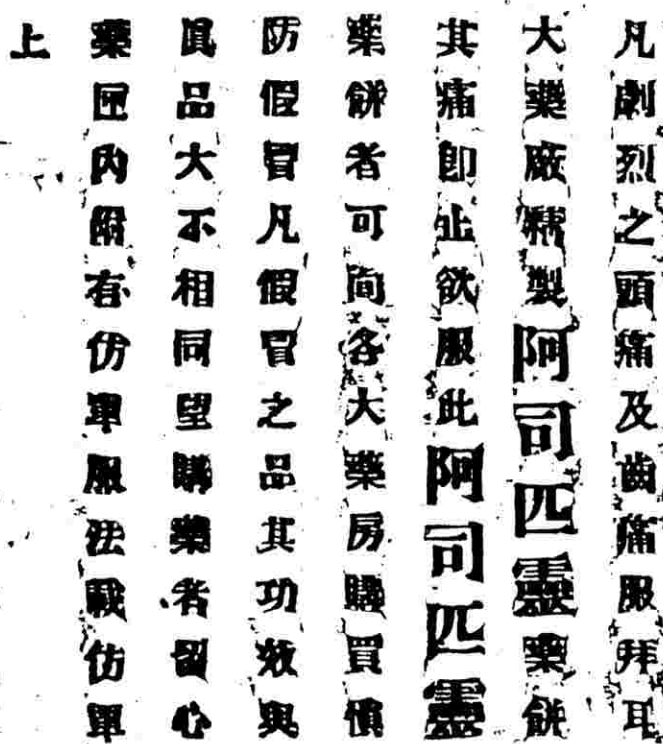 凡劇烈之頭痛及齒痛服拜耳
大藥廠精製阿司匹靈藥餅
其痛卽止欲服此阿司匹靈
藥餅者可向各大藥房購買慎
防假冒凡假冒之品其功效與
眞品大不相同望購藥者留心
藥匣內附有仿單服法載仿單
上